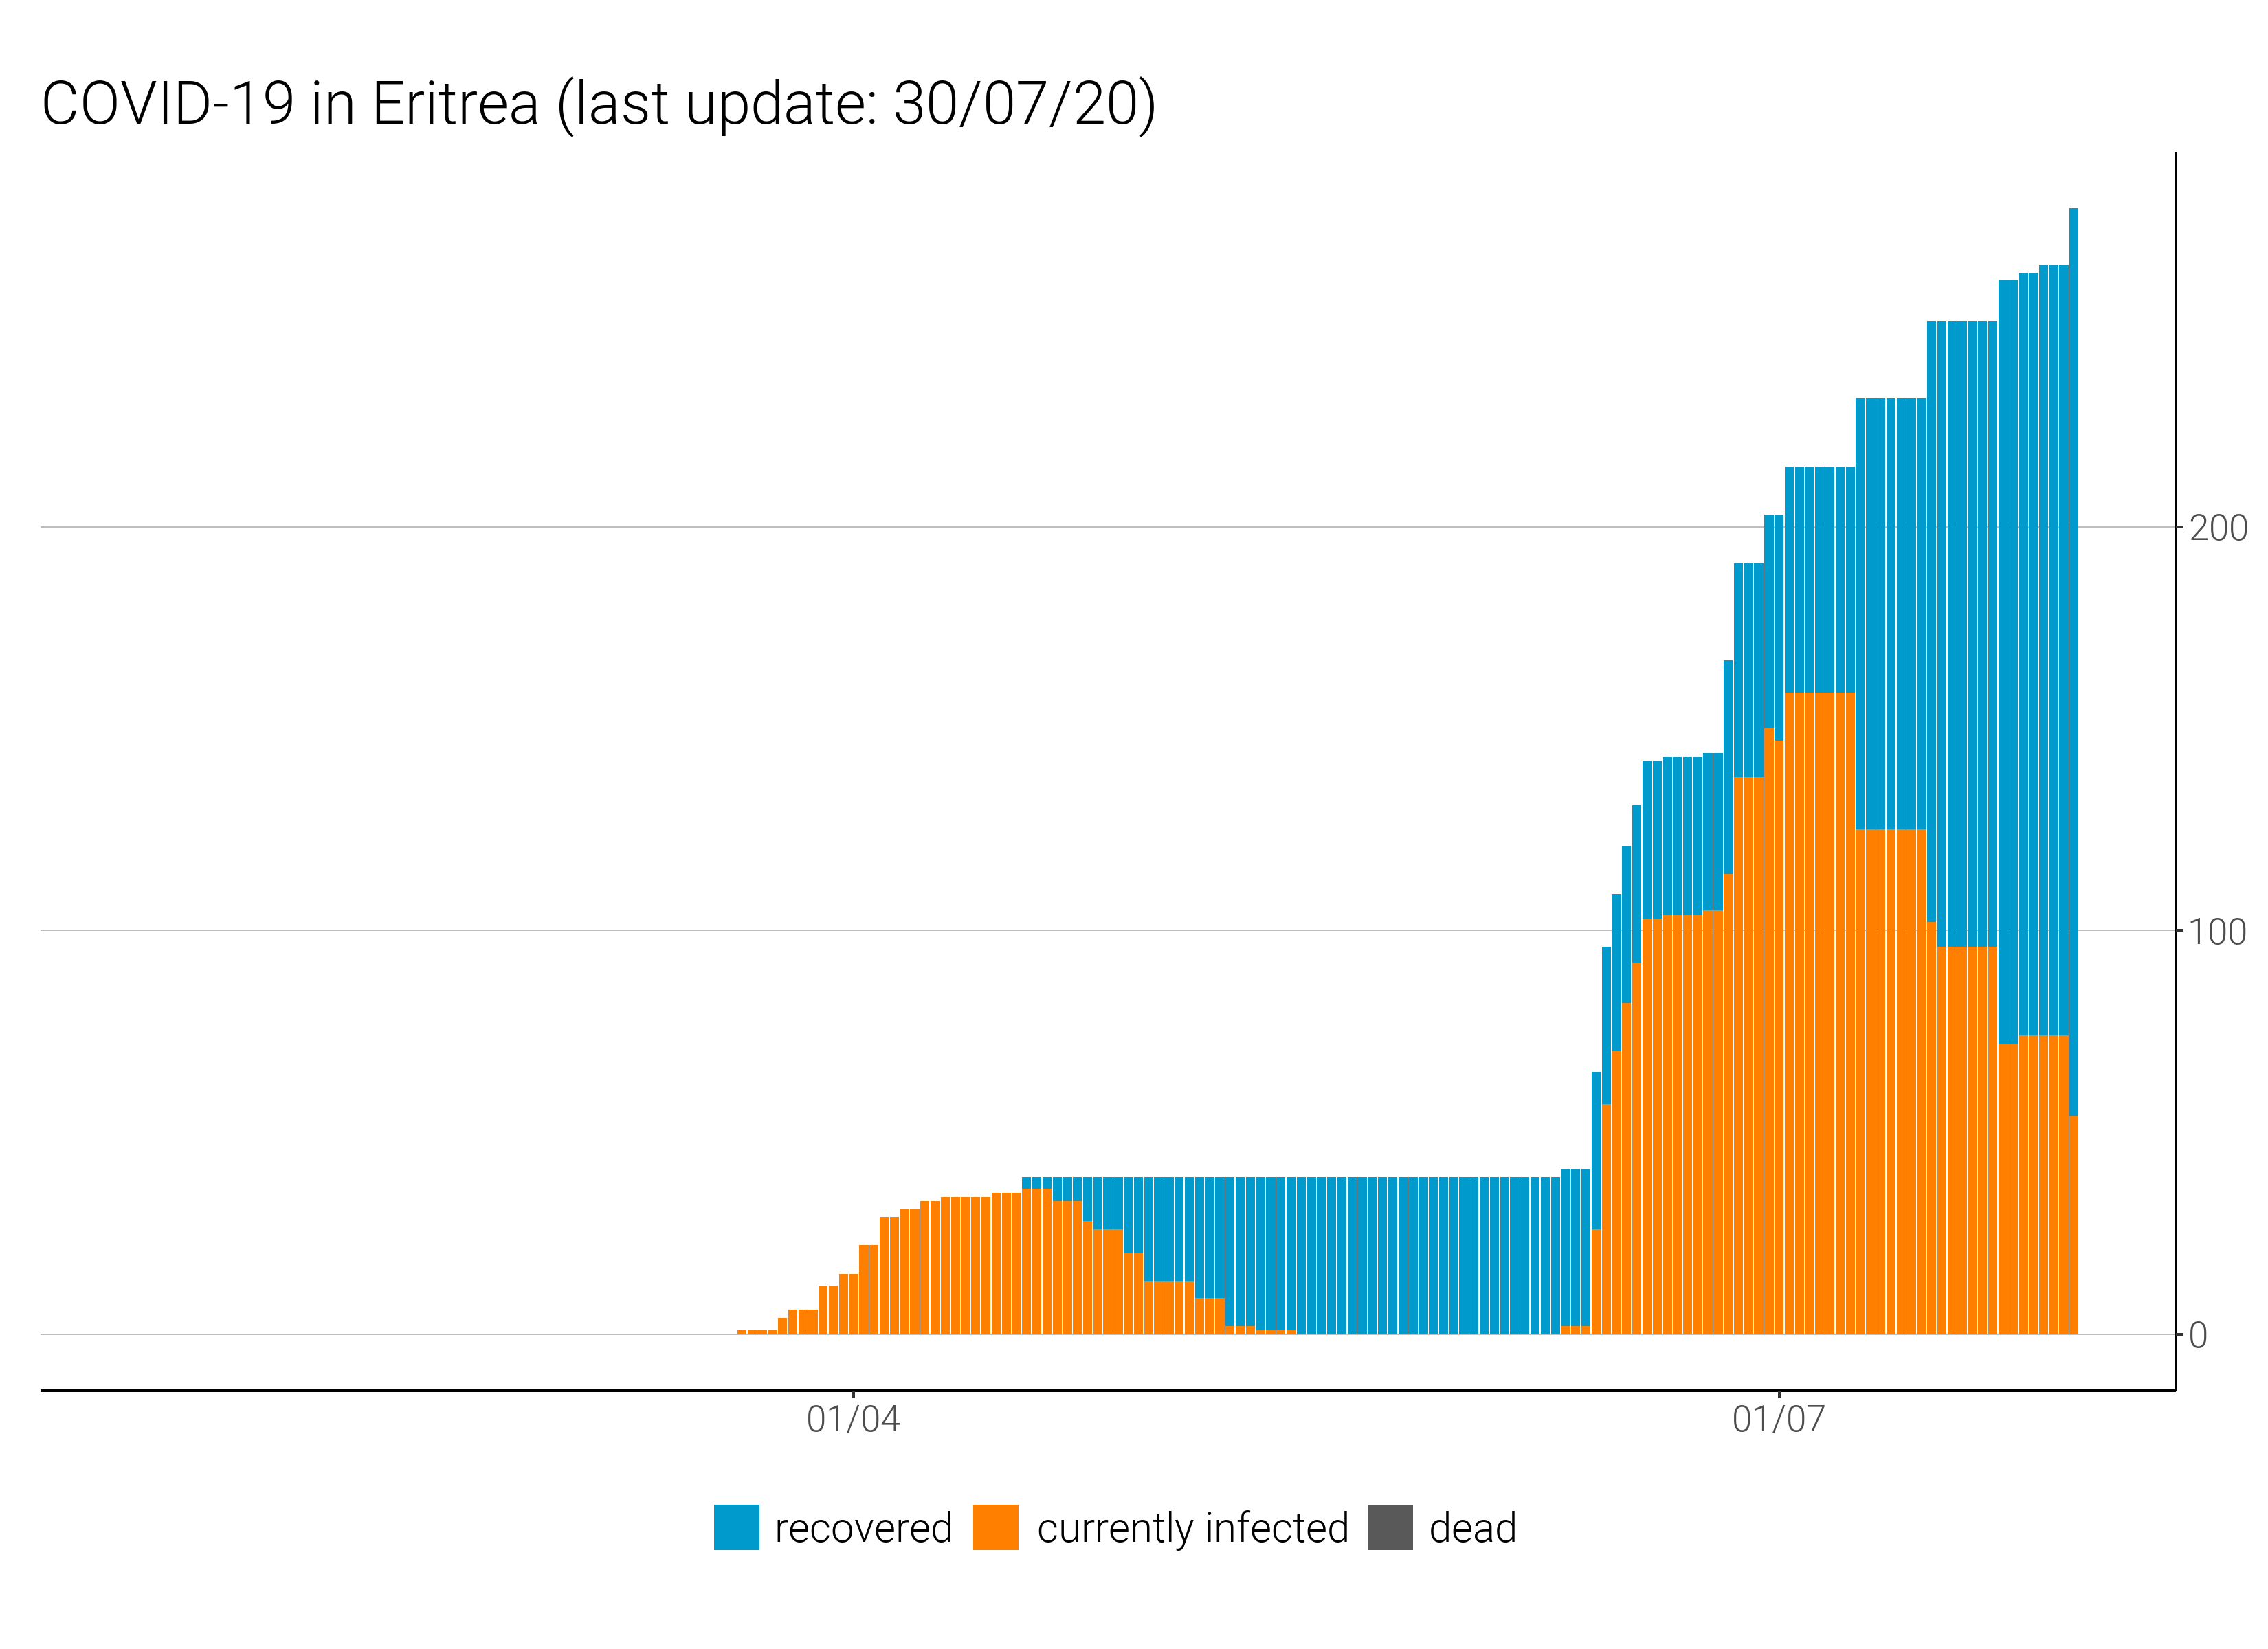 COVID-19 in Eritrea (last update: 30/07/20)
200
100
0
01/04 01/07
recovered currently infected dead